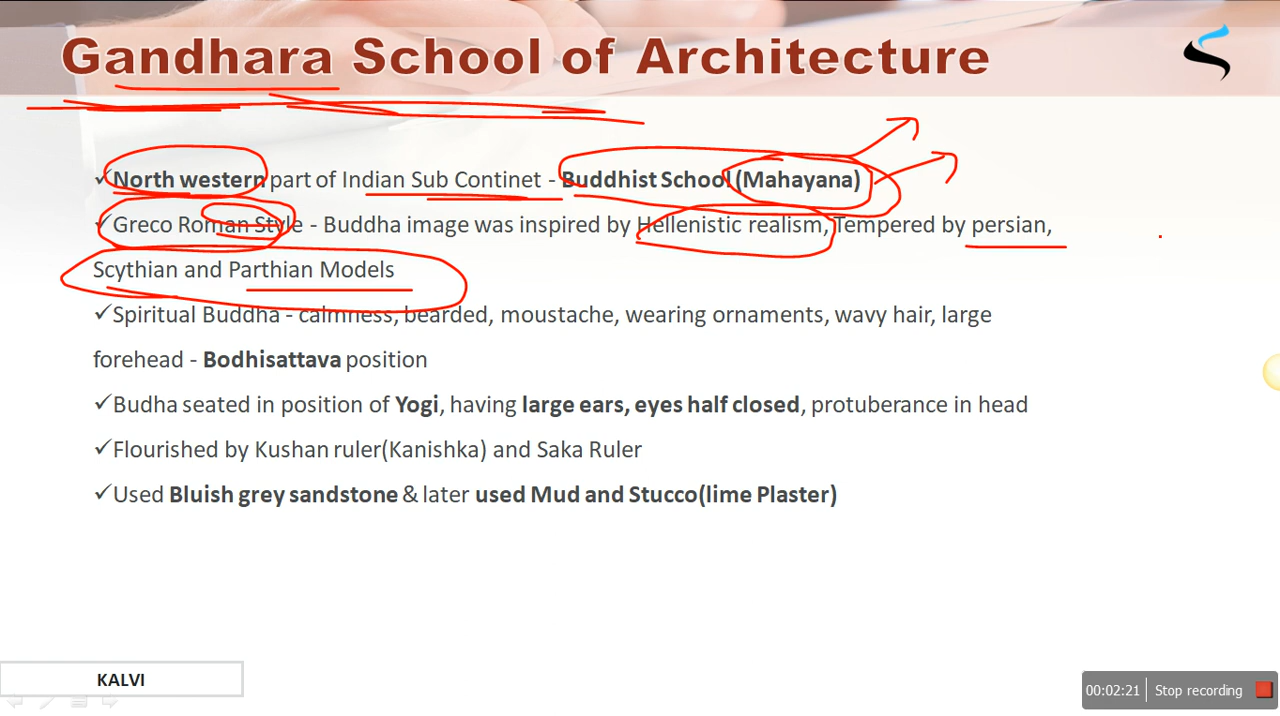 Gandhara School of Architecture
✓North western part of Indian Sub Continet - Buddhist School (Mahayana)
✓Greco Roman Style - Buddha image was inspired by Hellenistic realism, Tempered by persian,
Scythian and Parthian Models
✓Spiritual Buddha - calmness, bearded, moustache, wearing ornaments, wavy hair, large
forehead - Bodhisattava position
✓Budha seated in position of Yogi, having large ears, eyes half closed, protuberance in head
✓Flourished by Kushan ruler(Kanishka) and Saka Ruler
✓Used Bluish grey sandstone & later used Mud and Stucco(lime Plaster)
KALVI
00:02:21 Stop recording